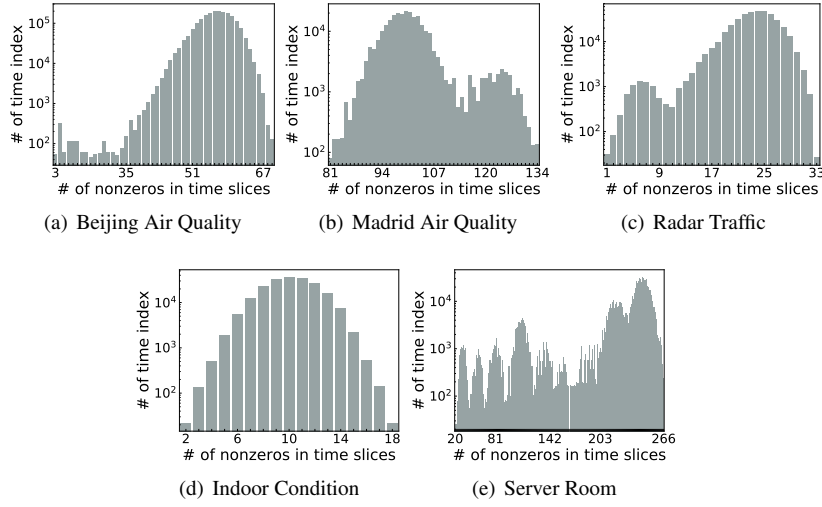 10^5
10^4
10^3
10^2
# of time index
3 35 51 67
# of nonzeros in time slices
(a) Beijing Air Quality
10^4
10^3
10^2
# of time index
81 94 107 120 134
# of nonzeros in time slices
(b) Madrid Air Quality
10^4
10^3
10^2
# of time index
1 9 17 25 33
# of nonzeros in time slices
(c) Radar Traffic
10^4
10^3
10^2
# of time index
2 6 10 14 18
# of nonzeros in time slices
(d) Indoor Condition
10^4
10^3
10^2
# of time index
20 81 142 203 266
# of nonzeros in time slices
(e) Server Room